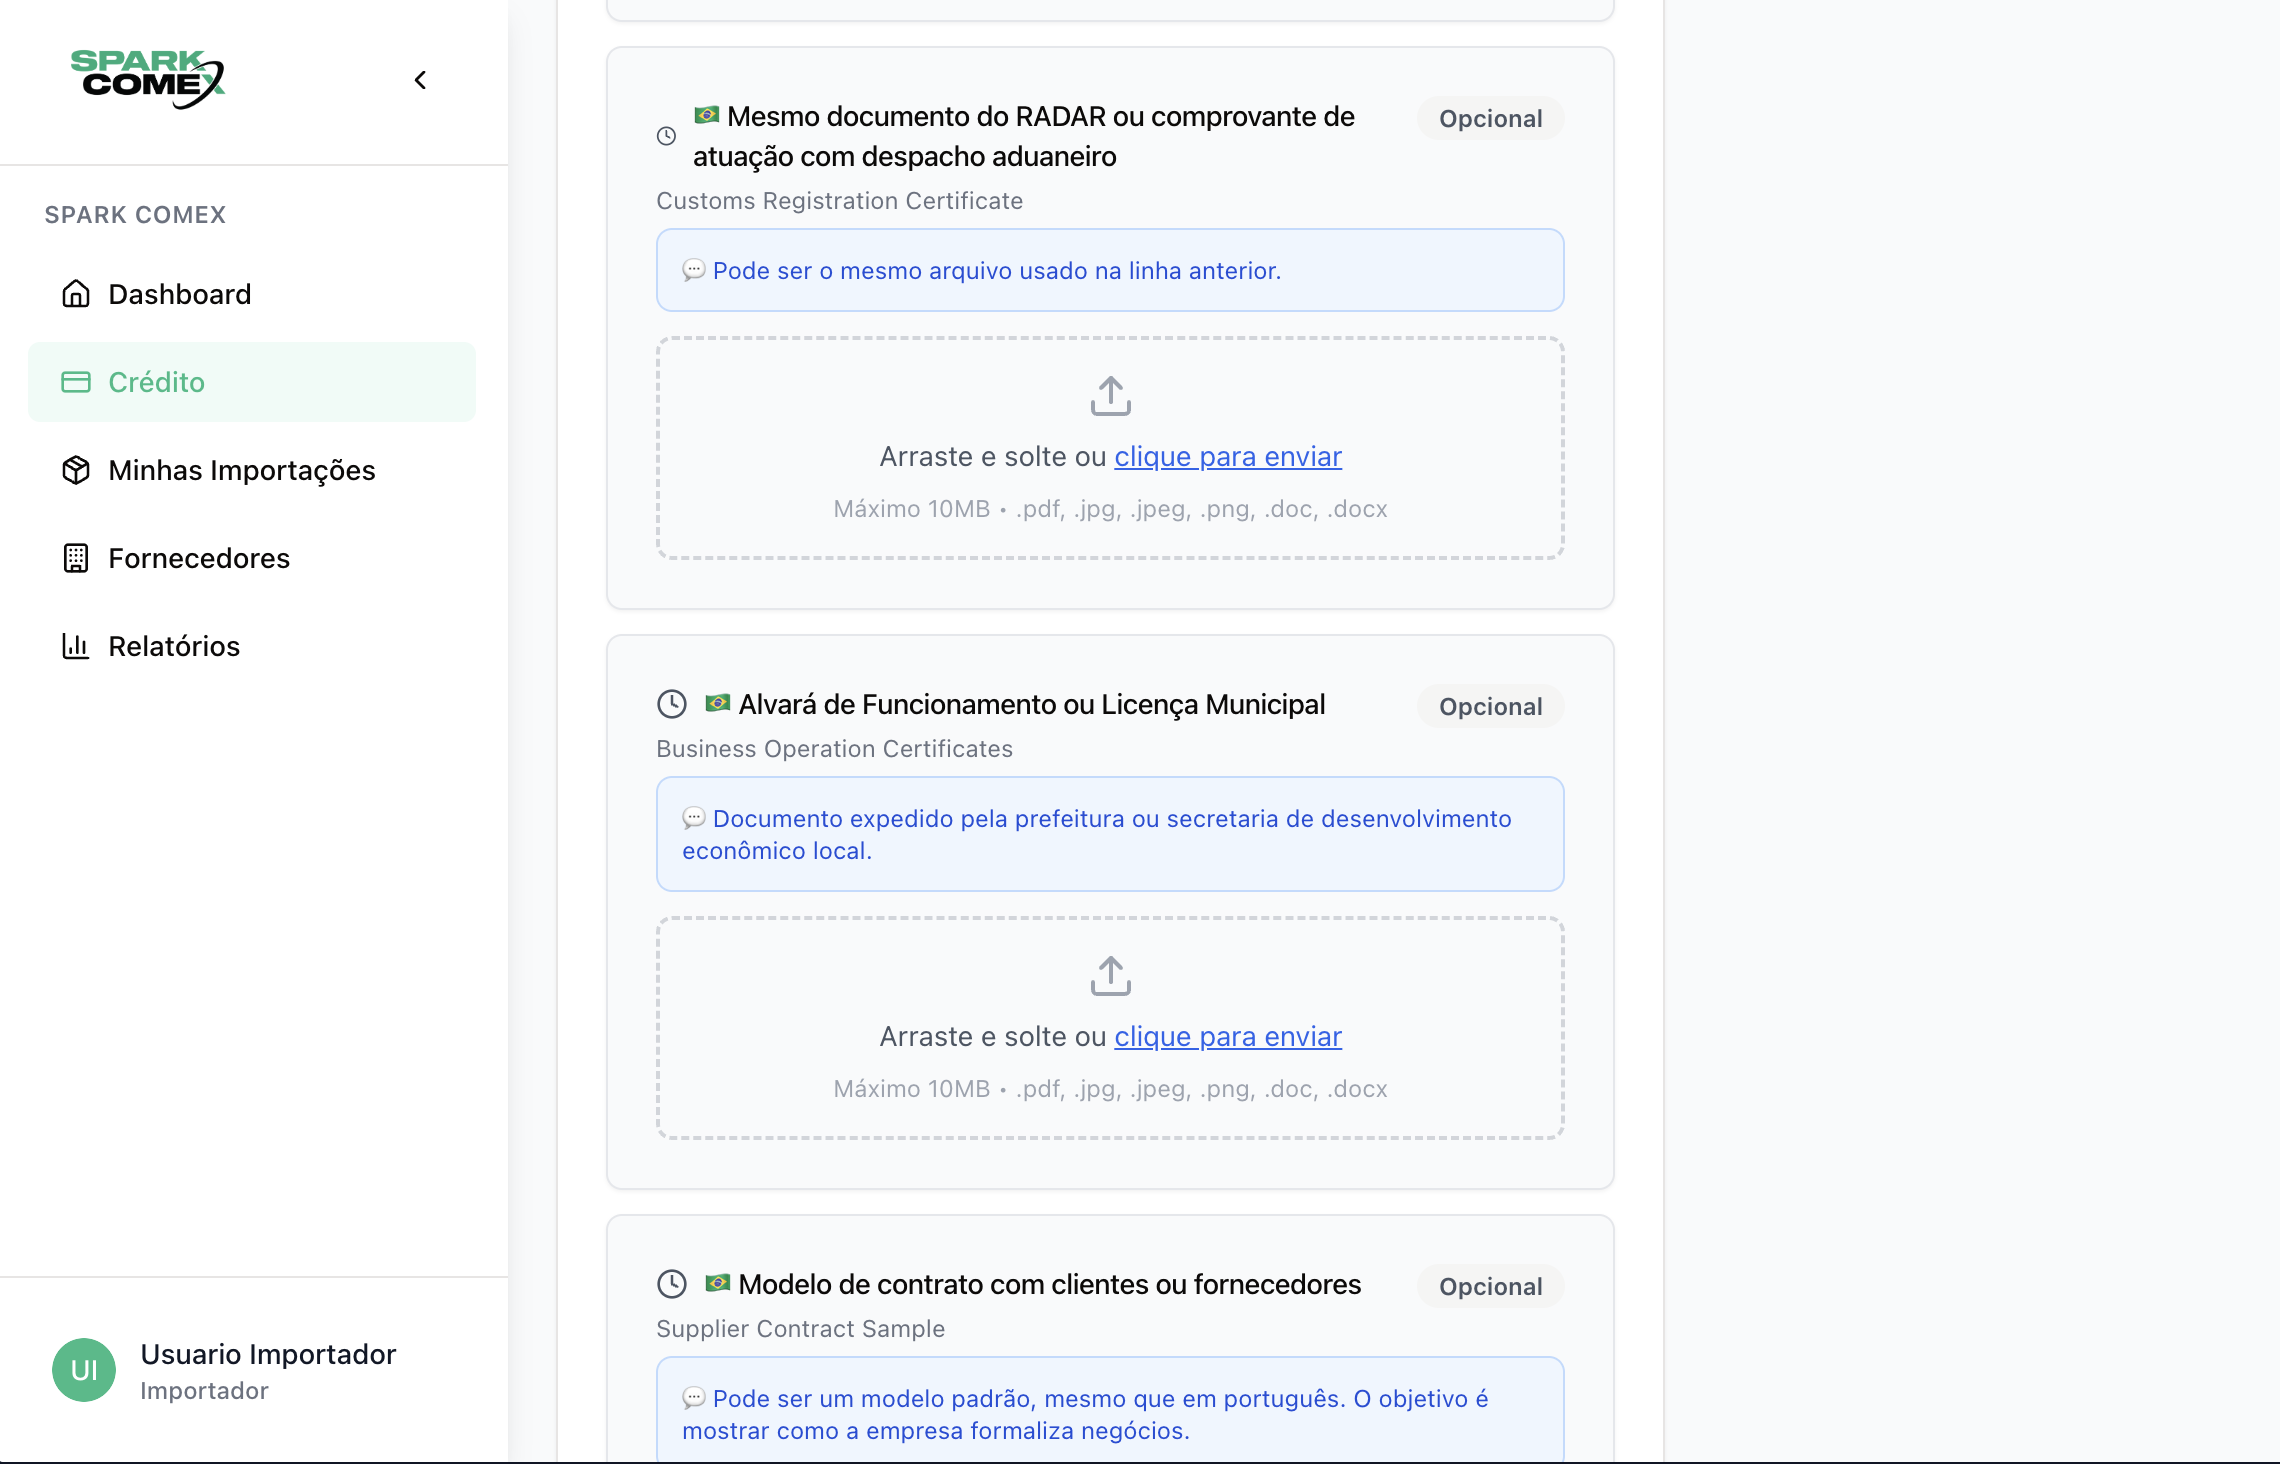 SPARK
COMEX
SPARK COMEX
Dashboard
Crédito
Minhas Importações
Fornecedores
Relatórios
UI
Usuario Importador
Importador
Mesmo documento do RADAR ou comprovante de
atuação com despacho aduaneiro
Opcional
Customs Registration Certificate
Pode ser o mesmo arquivo usado na linha anterior.
Arraste e solte ou clique para enviar
Máximo 10MB • .pdf, .jpg, .jpeg, .png, .doc, .docx
Alvará de Funcionamento ou Licença Municipal
Opcional
Business Operation Certificates
Documento expedido pela prefeitura ou secretaria de desenvolvimento
econômico local.
Arraste e solte ou clique para enviar
Máximo 10MB • .pdf, .jpg, .jpeg, .png, .doc, .docx
Modelo de contrato com clientes ou fornecedores
Opcional
Supplier Contract Sample
Pode ser um modelo padrão, mesmo que em português. O objetivo é
mostrar como a empresa formaliza negócios.